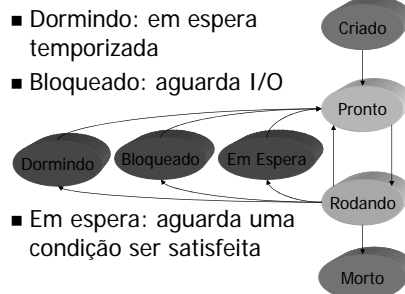 ■ Dormindo: em espera
temporizada
■ Bloqueado: aguarda I/O
Criado
Pronto
Dormindo
Bloqueado
Em Espera
Rodando
■ Em espera: aguarda uma
condição ser satisfeita
Morto